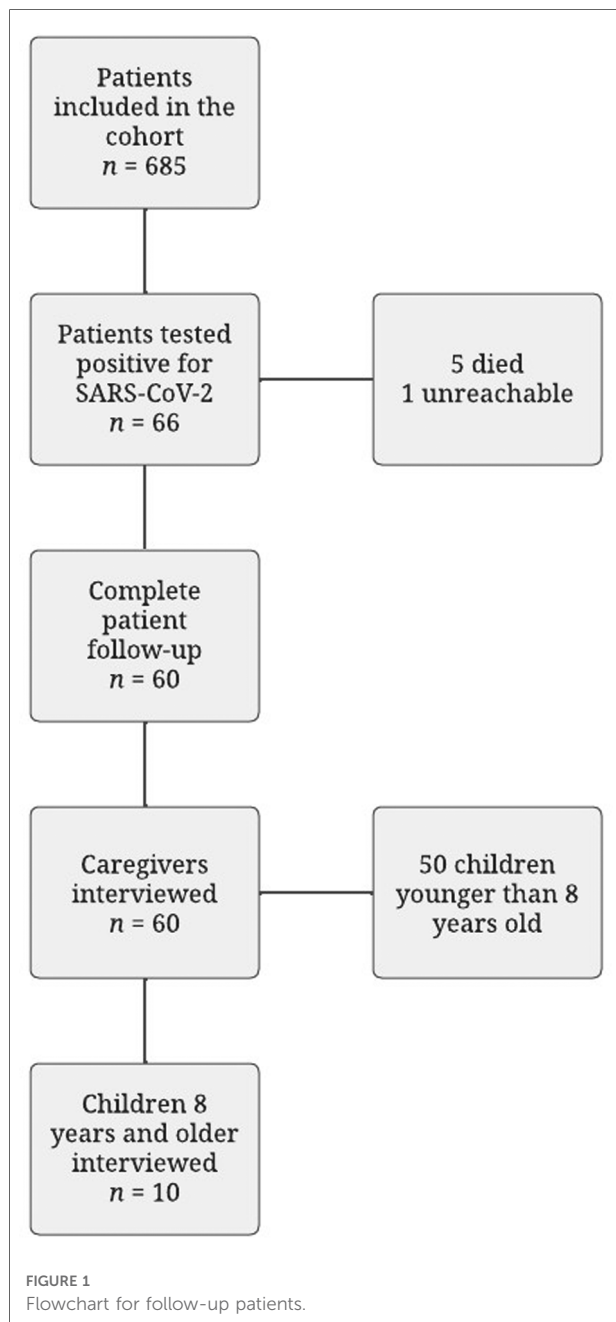 Patients
included in the
cohort
n = 685
Patients tested
positive for
SARS-CoV-2
n = 66
5 died
1 unreachable
Complete
patient
follow-up
n = 60
Caregivers
interviewed
n = 60
50 children
younger than 8
years old
Children 8
years and older
interviewed
n = 10
FIGURE 1
Flowchart for follow-up patients.